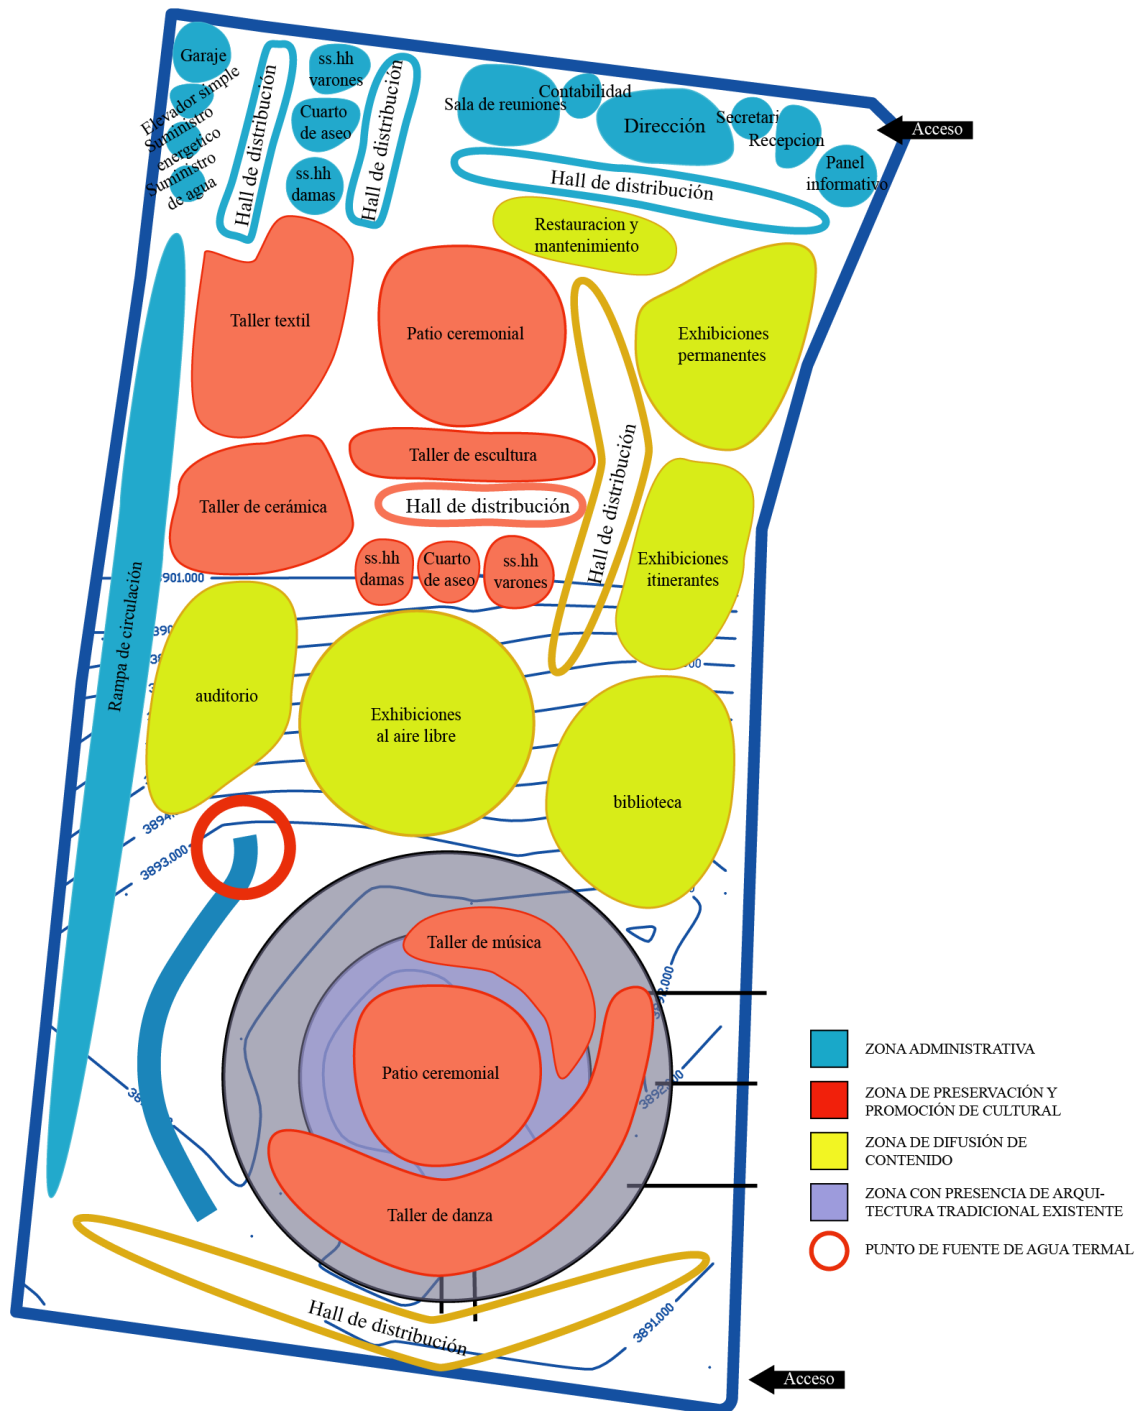 Garaje
Elevador simple
Suministro
energetico
Suministro
de agua
Hall de distribución
ss.hh
varones
Cuarto
de aseo
ss.hh
damas
Hall de distribución
Sala de reuniones
Contabilidad
Dirección
Secretari
Recepcion
Panel
informativo
Acceso
Hall de distribución
Restauracion y
mantenimiento
Taller textil
Patio ceremonial
Exhibiciones
permanentes
Taller de escultura
Hall de distribución
Taller de cerámica
Hall de distribución
ss.hh
damas
Cuarto
de aseo
ss.hh
varones
Exhibiciones
itinerantes
Rampa de circulación
auditorio
Exhibiciones
al aire libre
biblioteca
3893.000
Taller de música
Patio ceremonial
3892.000
Taller de danza
Hall de distribución
3891.000
Acceso
ZONA ADMINISTRATIVA
ZONA DE PRESERVACIÓN Y
PROMOCIÓN DE CULTURAL
ZONA DE DIFUSIÓN DE
CONTENIDO
ZONA CON PRESENCIA DE ARQUI-
TECTURA TRADICIONAL EXISTENTE
PUNTO DE FUENTE DE AGUA TERMAL